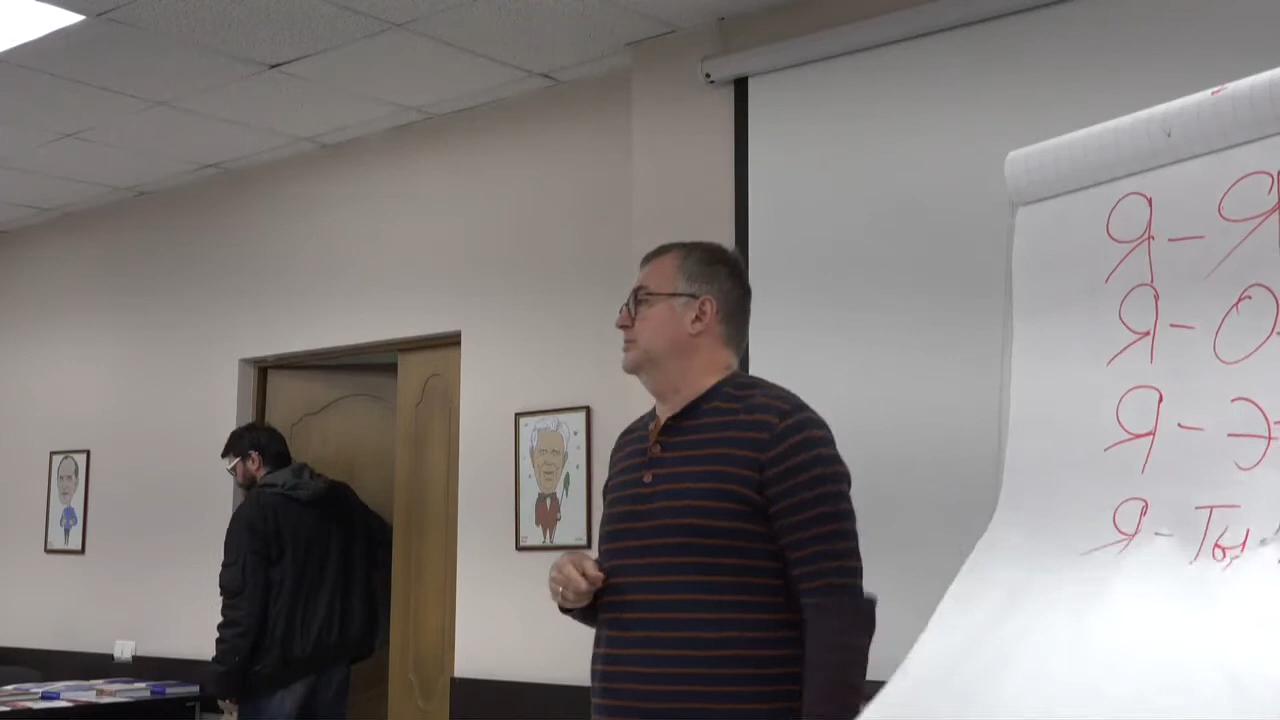 Я - Я
Я - О
Я - Э
Я - Ты